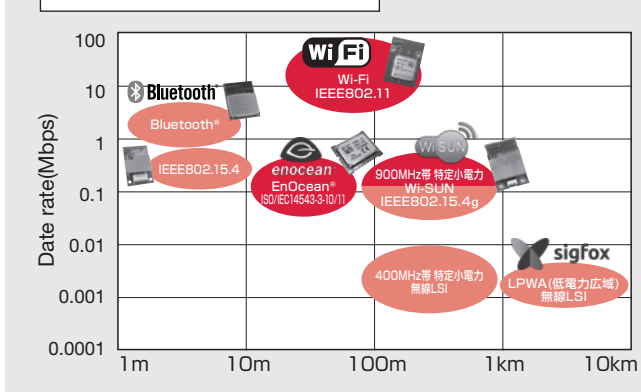 Date rate(Mbps)
100
10
1
0.1
0.01
0.001
0.0001
1m
10m
100m
1km
10km
Wi Fi
Wi-Fi
IEEE802.11
Bluetooth
Bluetooth®
IEEE802.15.4
enocean
EnOcean®
ISO/IEC14543-3-10/11
Wi SUN
900MHz帯 特定小電力
Wi-SUN
IEEE802.15.4g
400MHz帯 特定小電力
無線LSI
sigfox
LPWA(低電力広域)
無線LSI